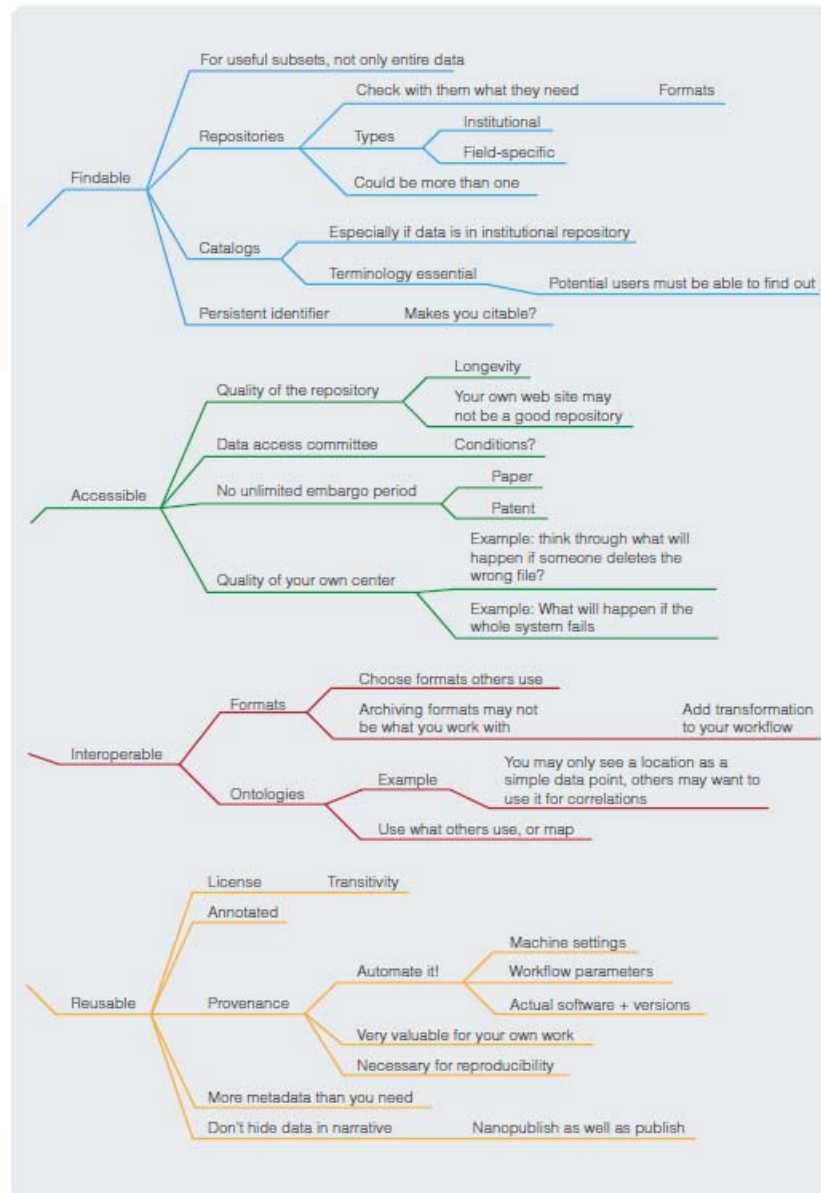 For useful subsets, not only entire data
Check with them what they need
Formats
Institutional
Repositories
Types
Field-specific
Findable
Could be more than one
Especially if data is in institutional repository
Catalogs
Terminology essential
Potential users must be able to find out
Persistent identifier
Makes you citable?
Longevity
Quality of the repository
Your own web site may
not be a good repository
Data access committee
Conditions?
Paper
Accessible
No unlimited embargo period
Patent
Example: think through what will
happen if someone deletes the
wrong file?
Quality of your own center
Example: What will happen if the
whole system fails
Choose formats others use
Formats
Archiving formats may not
be what you work with
Add transformation
to your workflow
Interoperable
You may only see a location as a
simple data point, others may want to
use it for correlations
Example
Ontologies
Use what others use, or map
License
Transitivity
Annotated
Machine settings
Automate it!
Workflow parameters
Reusable
Provenance
Actual software + versions
Very valuable for your own work
Necessary for reproducibility
More metadata than you need
Don't hide data in narrative
Nanopublish as well as publish